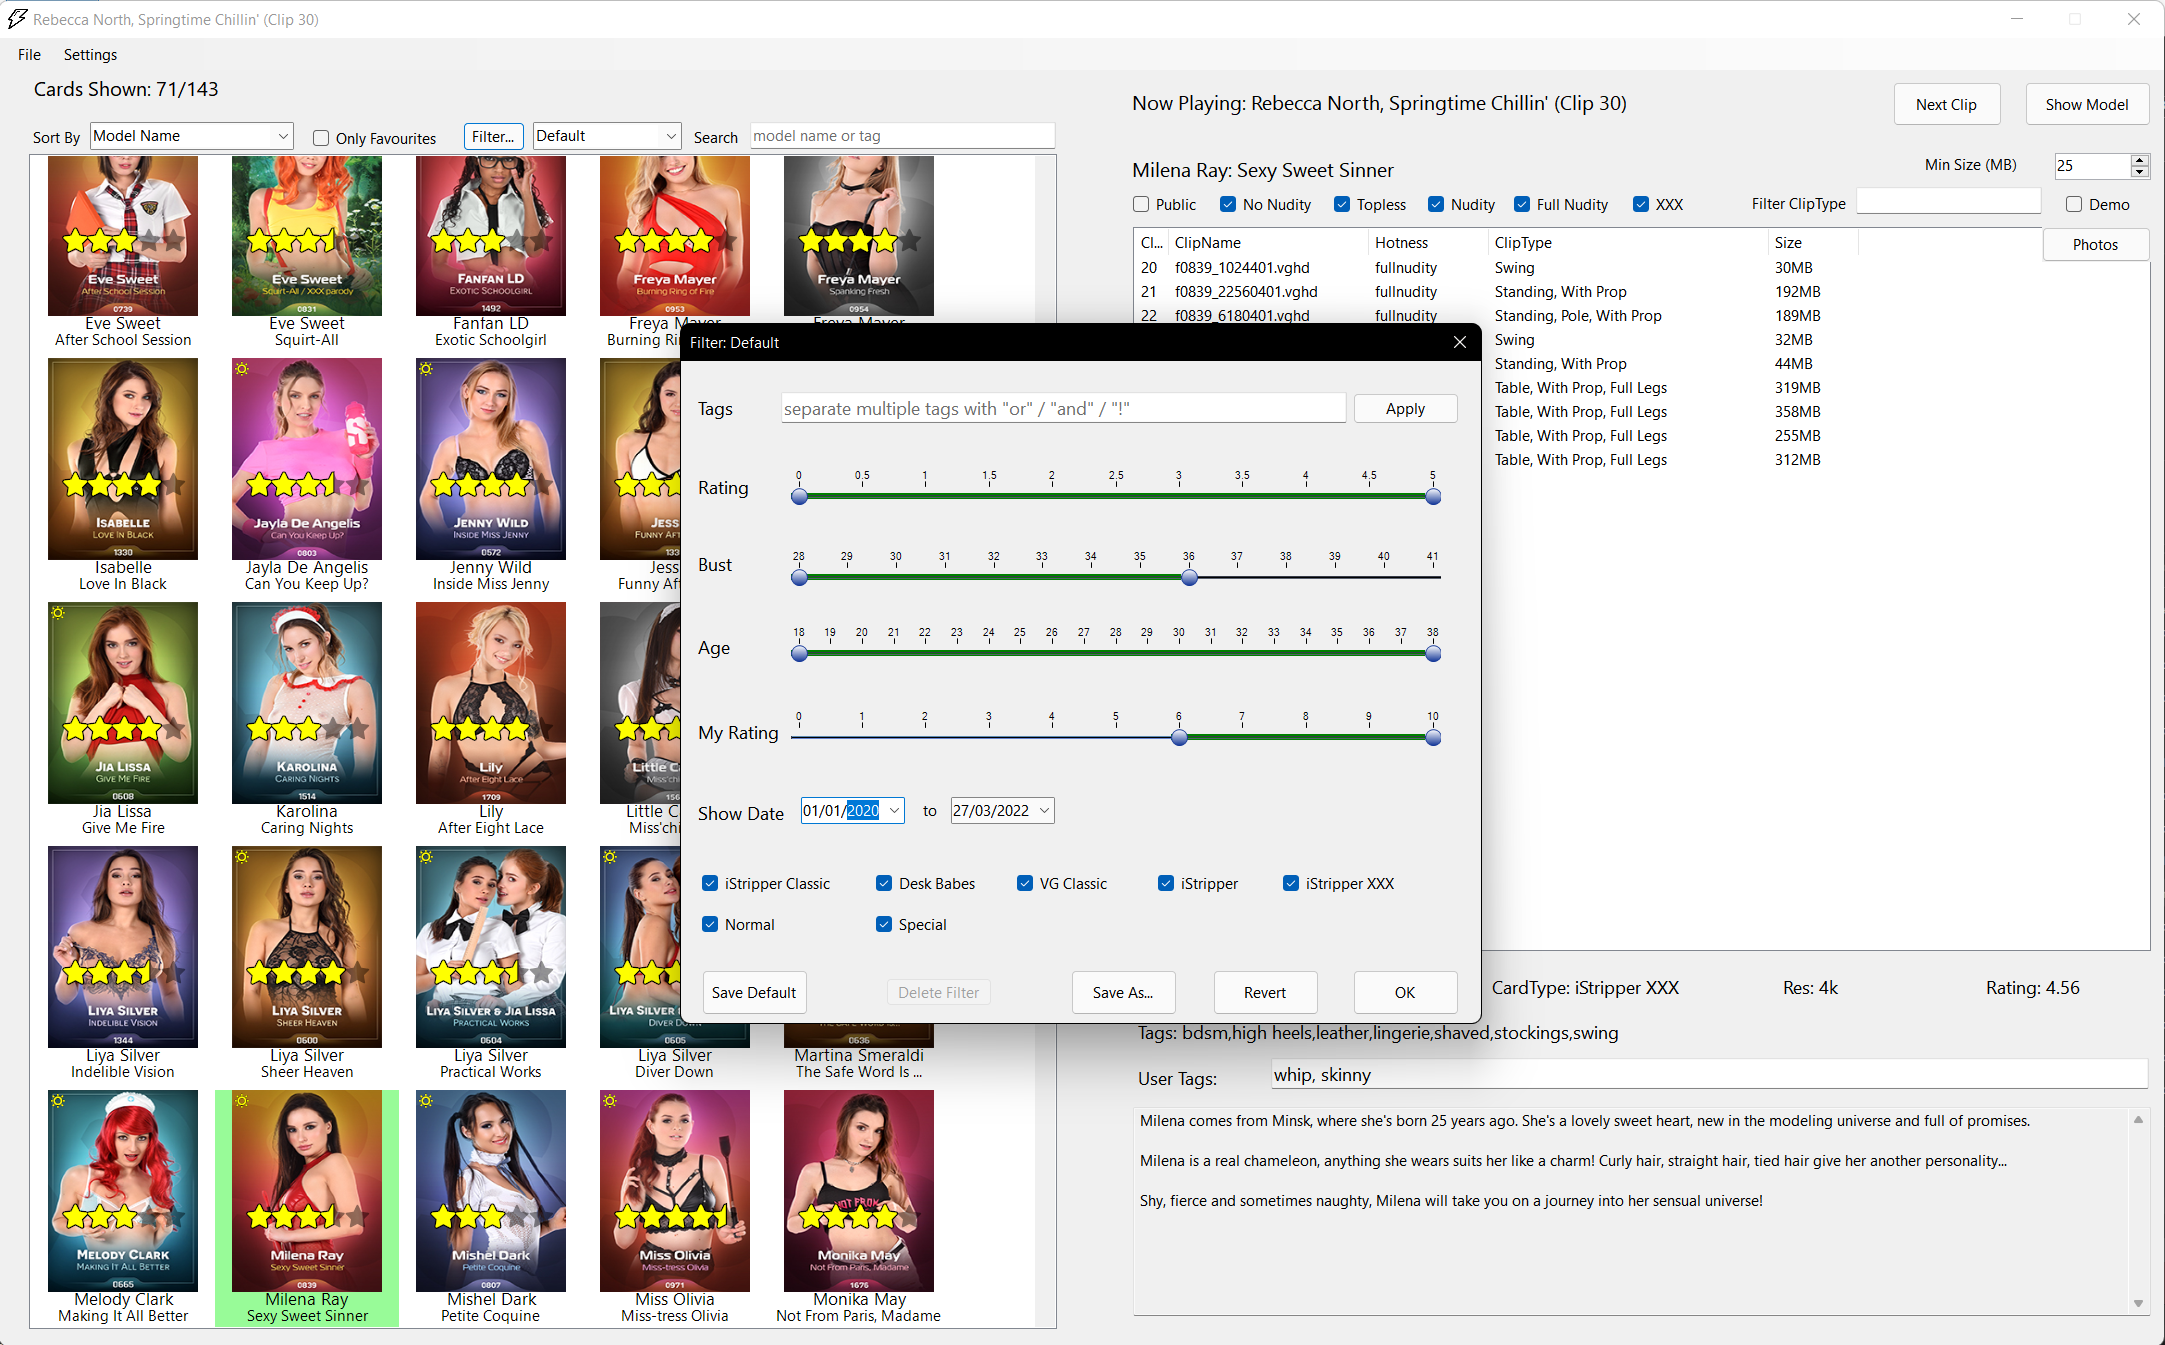 Rebecca North, Springtime Chillin' (Clip 30)
File Settings
Cards Shown: 71/143
Sort By Model Name Only Favourites Filter... Default Search model name or tag
Now Playing: Rebecca North, Springtime Chillin' (Clip 30)
Next Clip Show Model
Milena Ray: Sexy Sweet Sinner
Min Size (MB) 25
Public No Nudity Topless Nudity Full Nudity XXX Filter ClipType Demo
Photos
Cl... ClipName Hotness ClipType Size
20 f0839_1024401.vghd fullnudity Swing 30MB
21 f0839_22560401.vghd fullnudity Standing, With Prop 192MB
22 f0839_6180401.vghd fullnudity Standing, Pole, With Prop 189MB
Swing 32MB
Standing, With Prop 44MB
Table, With Prop, Full Legs 319MB
Table, With Prop, Full Legs 358MB
Table, With Prop, Full Legs 255MB
Table, With Prop, Full Legs 312MB
Eve Sweet
After School Session
0739
Eve Sweet
After School Session
Eve Sweet
Squirt-All / XXX parody
0831
Eve Sweet
Squirt-All
Fanfan LD
Exotic Schoolgirl
1492
Fanfan LD
Exotic Schoolgirl
Freya Mayer
Burning Ring of Fire
0953
Freya Mayer
Burning Ri
Freya Mayer
Spanking Fresh
0954
Freya Mayer
Isabelle
Love In Black
1330
Isabelle
Love In Black
Jayla De Angelis
Can You Keep Up?
0803
Jayla De Angelis
Can You Keep Up?
Jenny Wild
Inside Miss Jenny
0572
Jenny Wild
Inside Miss Jenny
Jess
Funny Aft
133
Jess
Funny Af
Jia Lissa
Give Me Fire
0608
Jia Lissa
Give Me Fire
Karolina
Caring Nights
1514
Karolina
Caring Nights
Lily
After Eight Lace
1709
Lily
After Eight Lace
Little C
Miss'chi
156
Little C
Miss'chi
Liya Silver
Indelible Vision
1344
Liya Silver
Indelible Vision
Liya Silver
Sheer Heaven
0600
Liya Silver
Sheer Heaven
Liya Silver & Jia Lissa
Practical Works
0604
Liya Silver
Practical Works
Liya Silver
Diver Down
0605
Liya Silver
Diver Down
0636
Martina Smeraldi
The Safe Word Is ...
Melody Clark
Making It All Better
0665
Melody Clark
Making It All Better
Milena Ray
Sexy Sweet Sinner
0839
Milena Ray
Sexy Sweet Sinner
Mishel Dark
Petite Coquine
0807
Mishel Dark
Petite Coquine
Miss Olivia
Miss-tress Olivia
0971
Miss Olivia
Miss-tress Olivia
Monika May
Not From Paris, Madame
1676
Monika May
Not From Paris, Madame
Filter: Default
Tags separate multiple tags with "or" / "and" / "!" Apply
0 0.5 1 1.5 2 2.5 3 3.5 4 4.5 5
Rating
28 29 30 31 32 33 34 35 36 37 38 39 40 41
Bust
18 19 20 21 22 23 24 25 26 27 28 29 30 31 32 33 34 35 36 37 38
Age
0 1 2 3 4 5 6 7 8 9 10
My Rating
Show Date 01/01/2020 to 27/03/2022
iStripper Classic Desk Babes VG Classic iStripper iStripper XXX
Normal Special
Save Default Delete Filter Save As... Revert OK
CardType: iStripper XXX Res: 4k Rating: 4.56
Tags: bdsm,high heels,leather,lingerie,shaved,stockings,swing
User Tags: whip, skinny
Milena comes from Minsk, where she's born 25 years ago. She's a lovely sweet heart, new in the modeling universe and full of promises.
Milena is a real chameleon, anything she wears suits her like a charm! Curly hair, straight hair, tied hair give her another personality...
Shy, fierce and sometimes naughty, Milena will take you on a journey into her sensual universe!